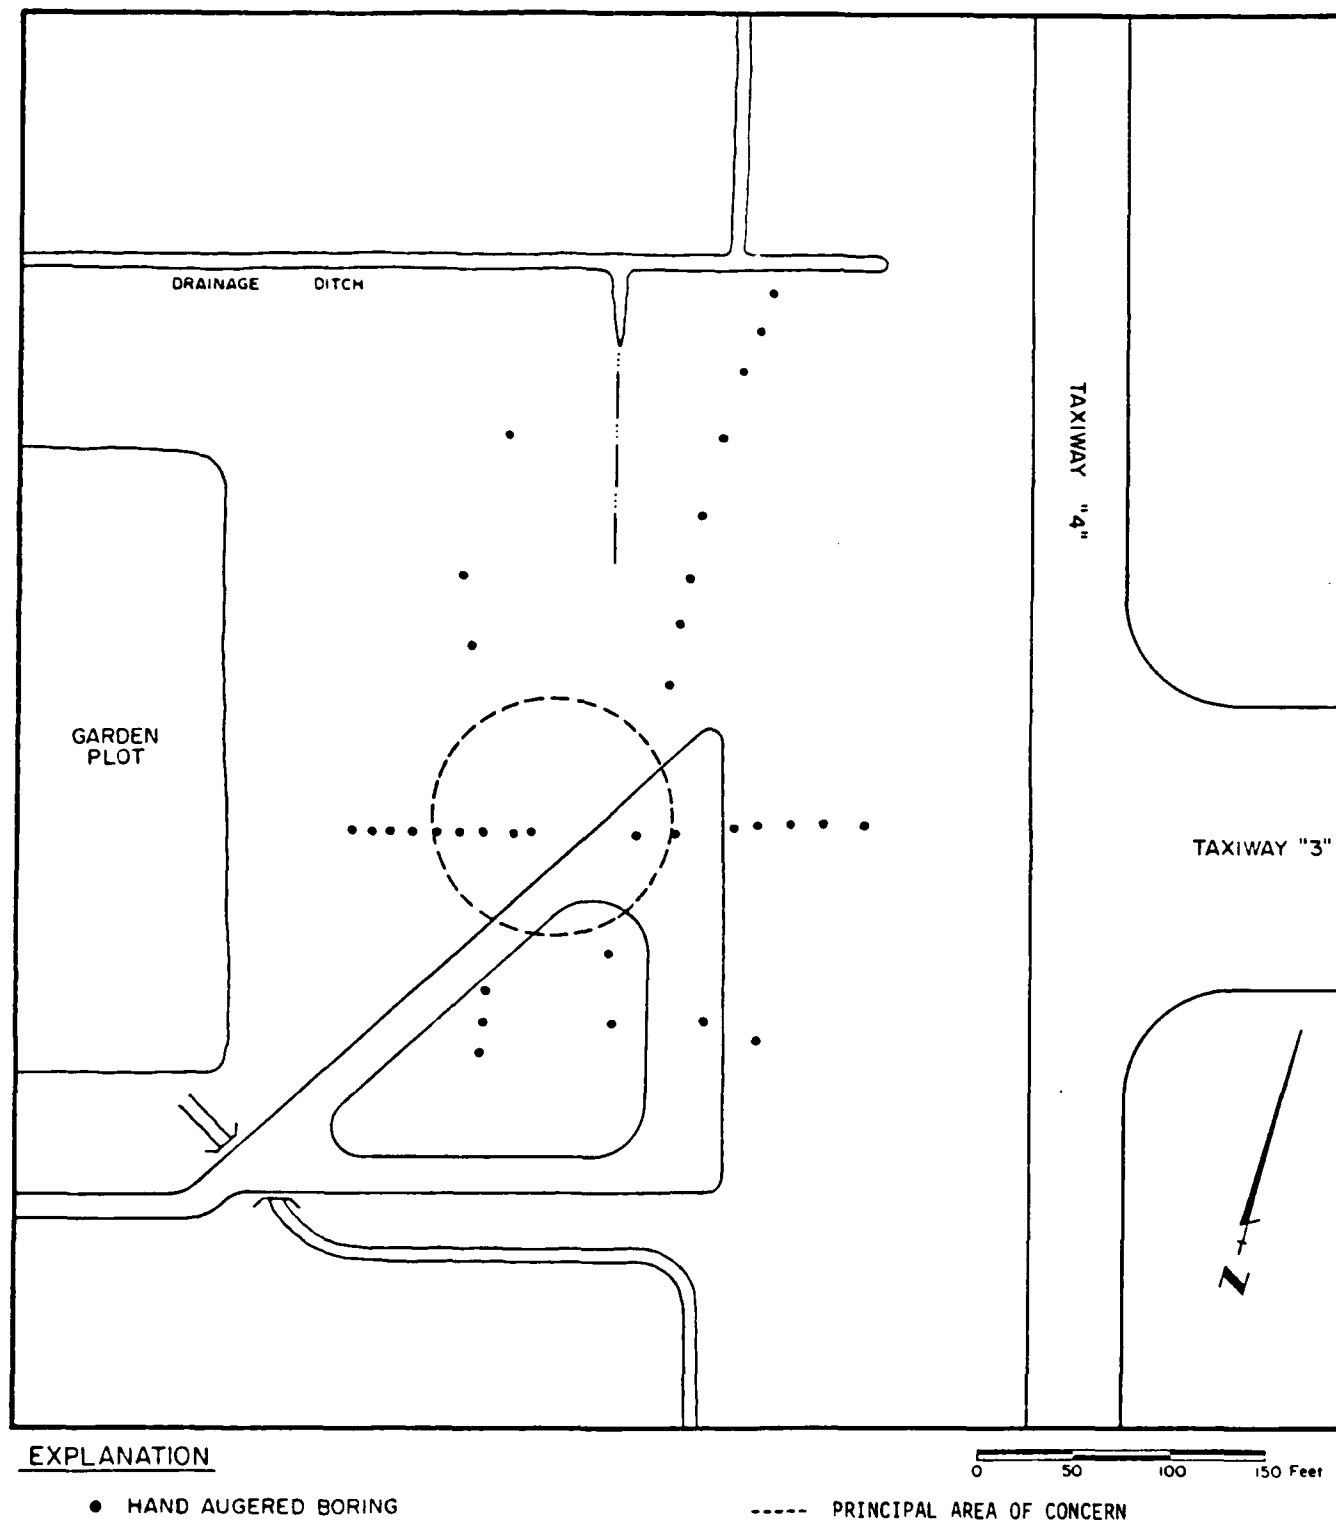 DRAINAGE DITCH
TAXIWAY "4"
GARDEN
PLOT
TAXIWAY "3"
N
EXPLANATION
0 50 100 150 Feet
HAND AUGERED BORING
PRINCIPAL AREA OF CONCERN